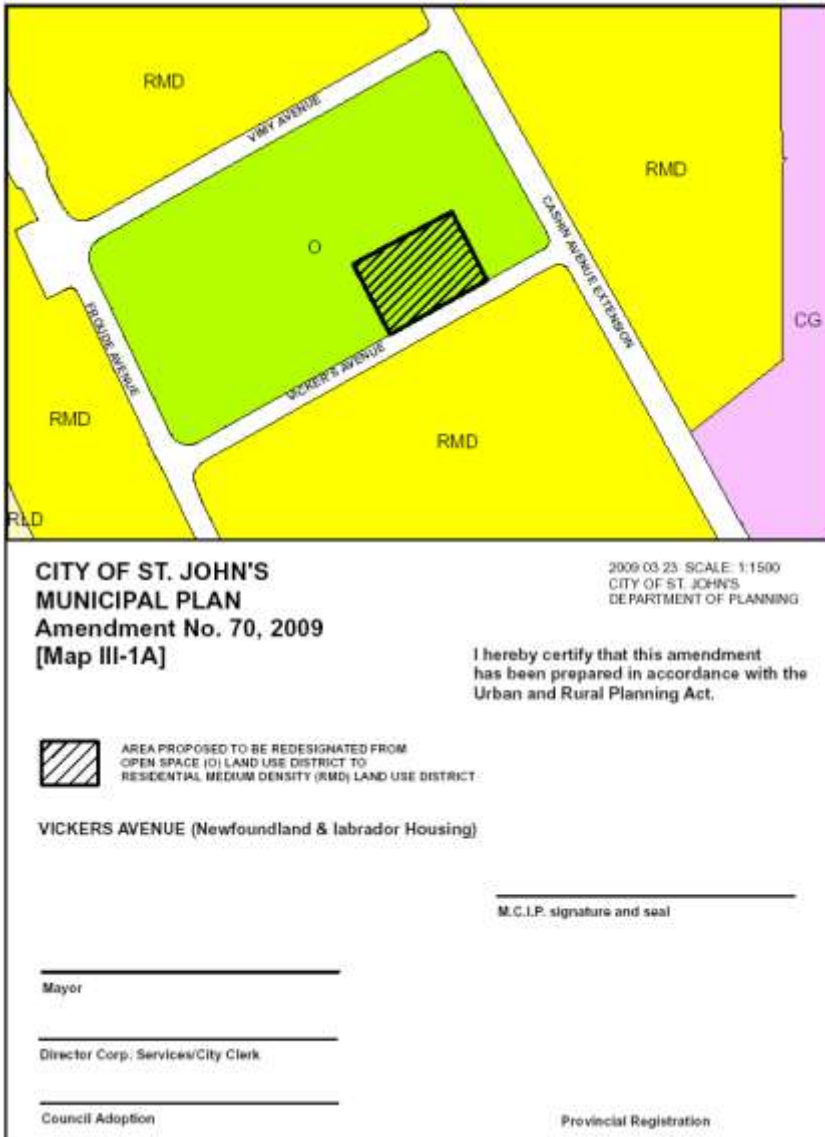 RMD
VIMY AVENUE
RMD
CASHIN AVENUE EXTENSION
O
CG
FROUDE AVENUE
VICKER'S AVENUE
RMD
RMD
RLD
CITY OF ST. JOHN'S
MUNICIPAL PLAN
Amendment No. 70, 2009
[Map III-1A]
2009 03 23 SCALE: 1:1500
CITY OF ST. JOHN'S
DEPARTMENT OF PLANNING
I hereby certify that this amendment
has been prepared in accordance with the
Urban and Rural Planning Act.
AREA PROPOSED TO BE REDESIGNATED FROM
OPEN SPACE (O) LAND USE DISTRICT TO
RESIDENTIAL MEDIUM DENSITY (RMD) LAND USE DISTRICT
VICKERS AVENUE (Newfoundland & labrador Housing)
M.C.I.P. signature and seal
Mayor
Director Corp. Services/City Clerk
Council Adoption
Provincial Registration